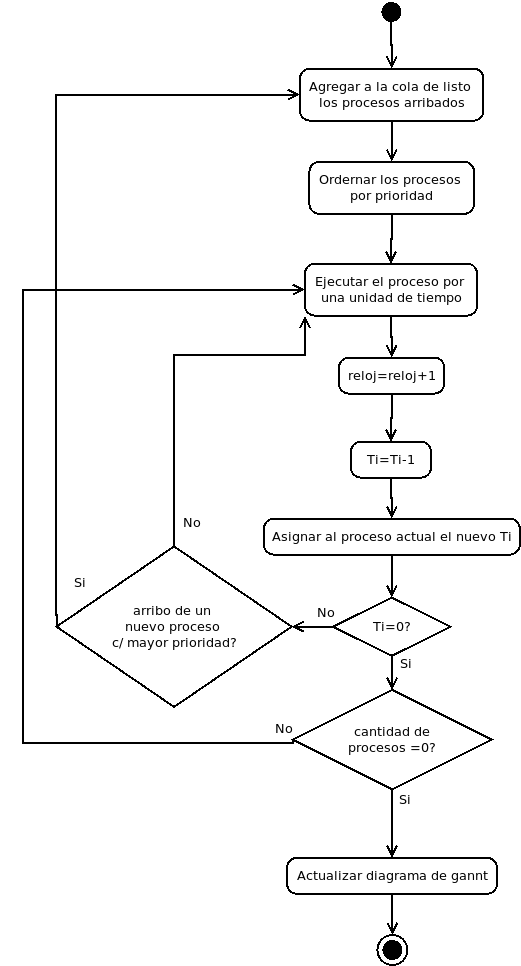 Agregar a la cola de listo
los procesos arribados
Ordernar los procesos
por prioridad
Ejecutar el proceso por
una unidad de tiempo
reloj=reloj+1
Ti=Ti-1
Asignar al proceso actual el nuevo Ti
Ti=0?
No
Si
arribo de un
nuevo proceso
c/ mayor prioridad?
No
Si
cantidad de
procesos =0?
No
Si
Actualizar diagrama de gannt